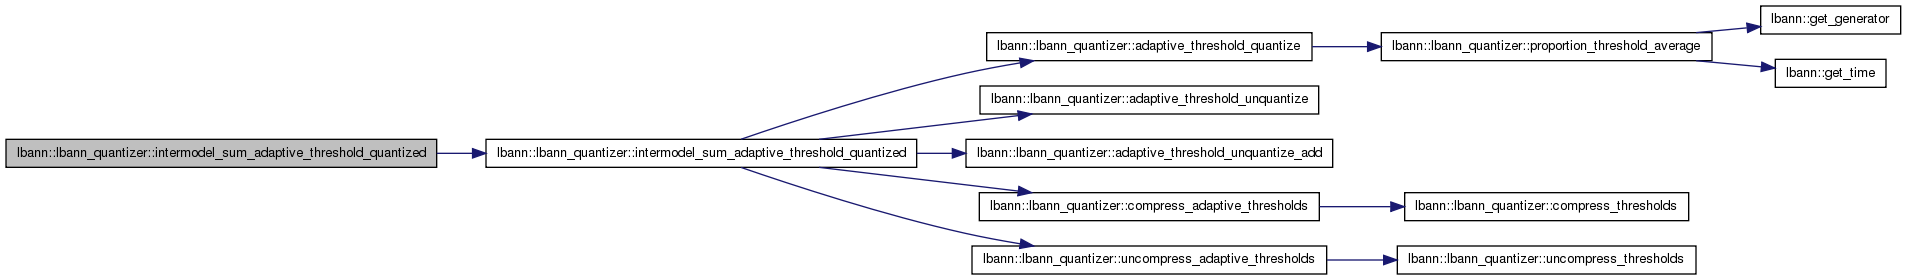 lbann::get_generator
lbann::lbann_quantizer::adaptive_threshold_quantize
lbann::lbann_quantizer::proportion_threshold_average
lbann::get_time
lbann::lbann_quantizer::adaptive_threshold_unquantize
lbann::lbann_quantizer::intermodel_sum_adaptive_threshold_quantized
lbann::lbann_quantizer::intermodel_sum_adaptive_threshold_quantized
lbann::lbann_quantizer::adaptive_threshold_unquantize_add
lbann::lbann_quantizer::compress_adaptive_thresholds
lbann::lbann_quantizer::compress_thresholds
lbann::lbann_quantizer::uncompress_adaptive_thresholds
lbann::lbann_quantizer::uncompress_thresholds